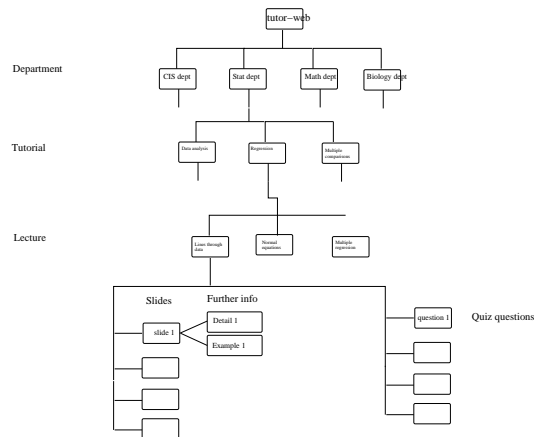 tutor–web
Department
CIS dept
Stat dept
Math dept
Biology dept
Tutorial
Data analysis
Regression
Multiple
comparisons
Lecture
Lines through
data
Normal
equations
Multiple
regression
Slides
Further info
slide 1
Detail 1
Example 1
question 1
Quiz questions